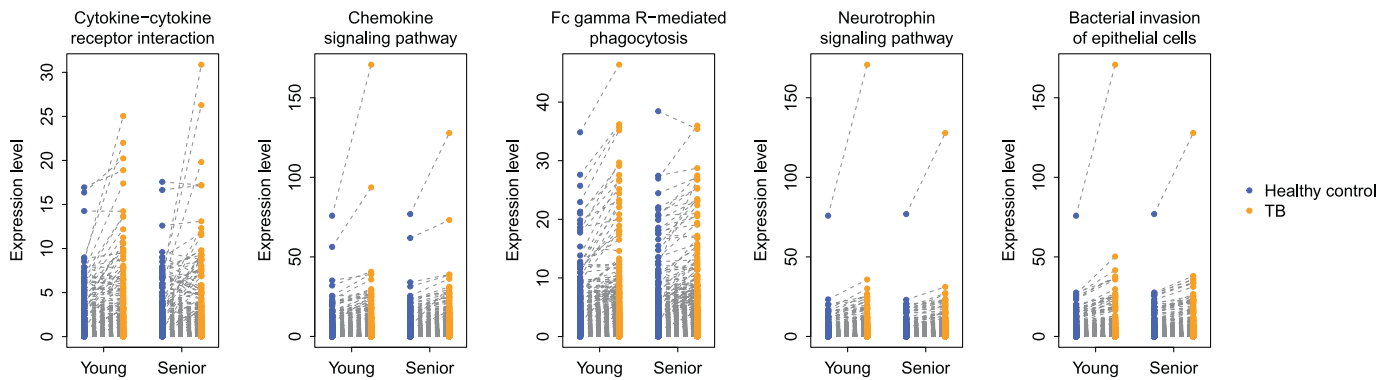 Cytokine−cytokine
receptor interaction
Chemokine
signaling pathway
Fc gamma R−mediated
phagocytosis
Neurotrophin
signaling pathway
Bacterial invasion
of epithelial cells
Expression level
30
25
20
15
10
5
0
Young Senior
Expression level
150
100
50
0
Young Senior
Expression level
40
30
20
10
0
Young Senior
Expression level
150
100
50
0
Young Senior
Expression level
150
100
50
0
Young Senior
Healthy control
TB